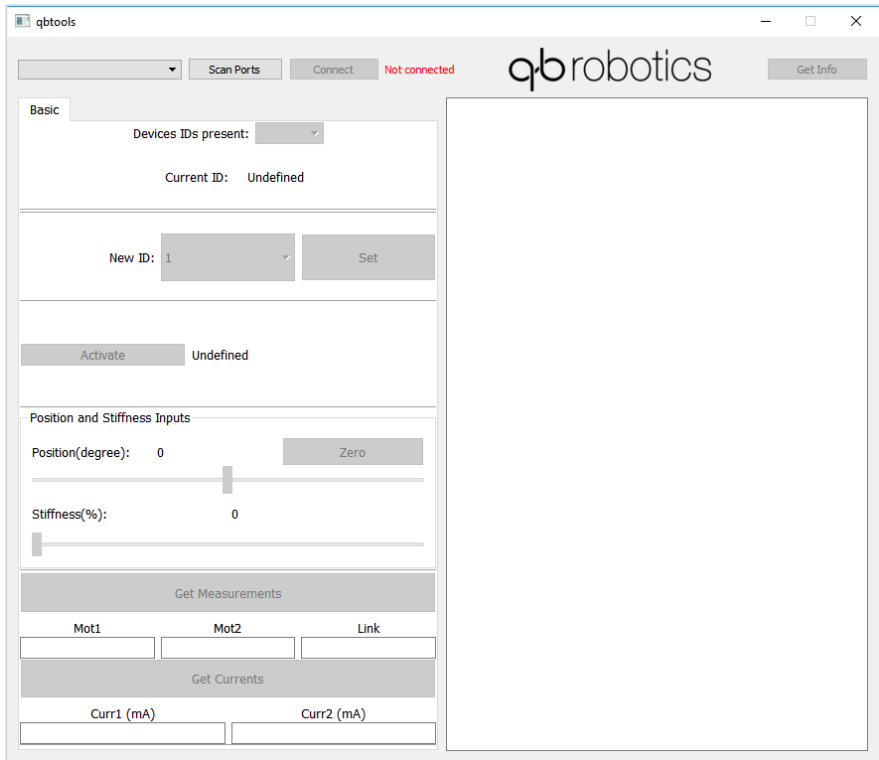 qbtools
Scan Ports Connect Not connected qbrobotics Get Info
Basic
Devices IDs present:
Current ID: Undefined
New ID: 1 Set
Activate Undefined
Position and Stiffness Inputs
Position(degree): 0 Zero
Stiffness(%): 0
Get Measurements
Mot1 Mot2 Link
Get Currents
Curr1 (mA) Curr2 (mA)